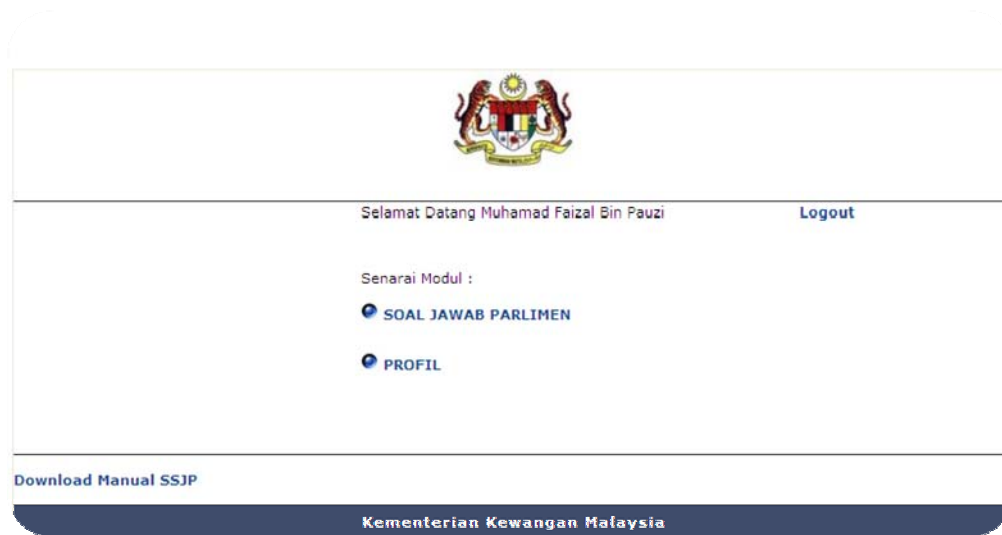 Selamat Datang Muhamad Faizal Bin Pauzi Logout
Senarai Modul :
SOAL JAWAB PARLIMEN
PROFIL
Download Manual SSJP
Kementerian Kewangan Malaysia